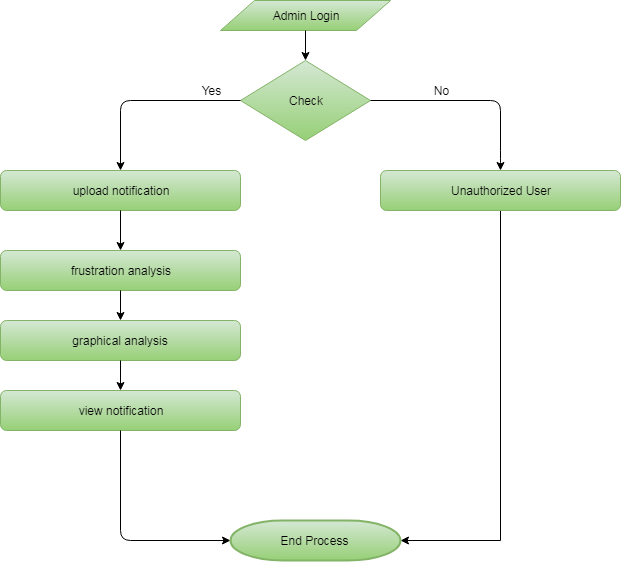 Admin Login
Check
Yes
No
upload notification
Unauthorized User
frustration analysis
graphical analysis
view notification
End Process